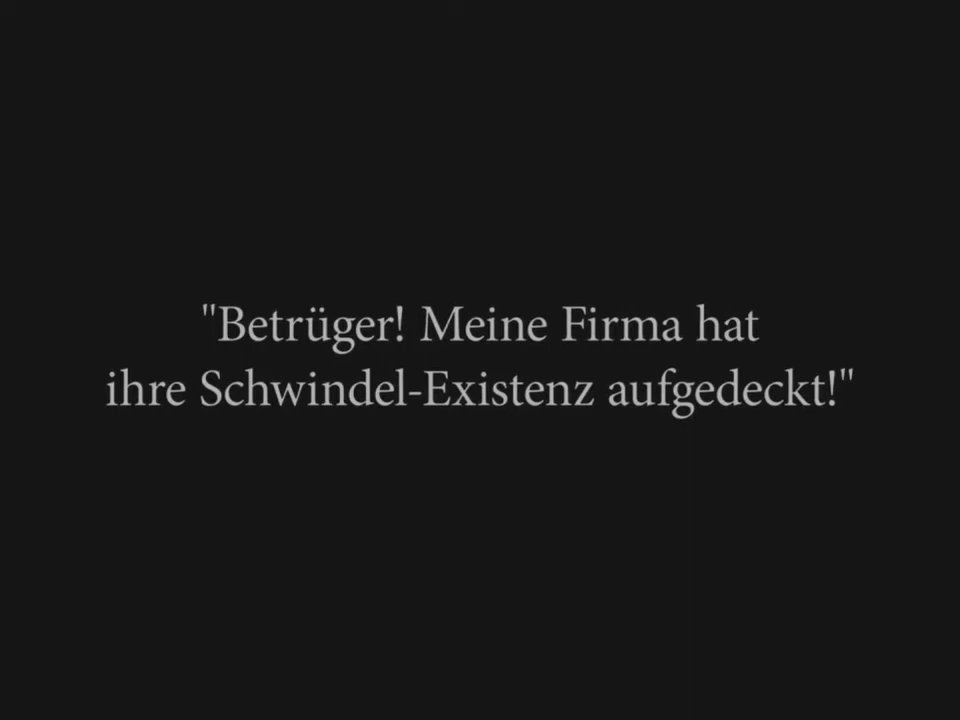 "Betrüger! Meine Firma hat
ihre Schwindel-Existenz aufgedeckt!"